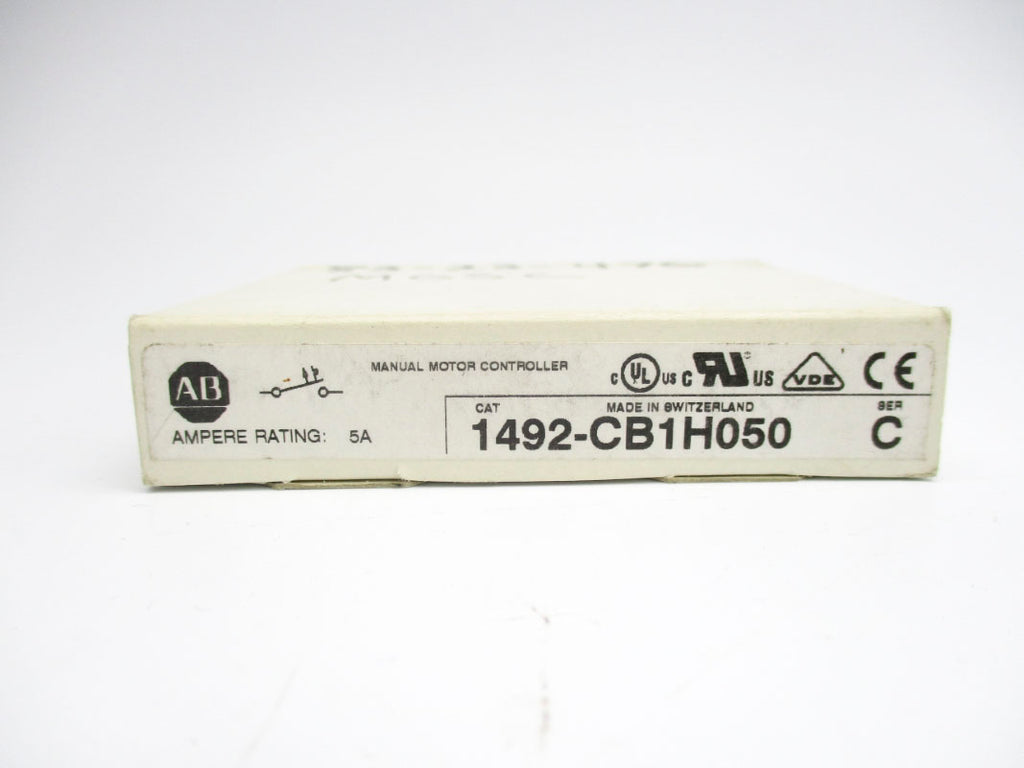 AB
MANUAL MOTOR CONTROLLER
c UL us
c RU US
VDE
CE
AMPERE RATING: 5A
CAT
MADE IN SWITZERLAND
SER
1492-CB1H050
C